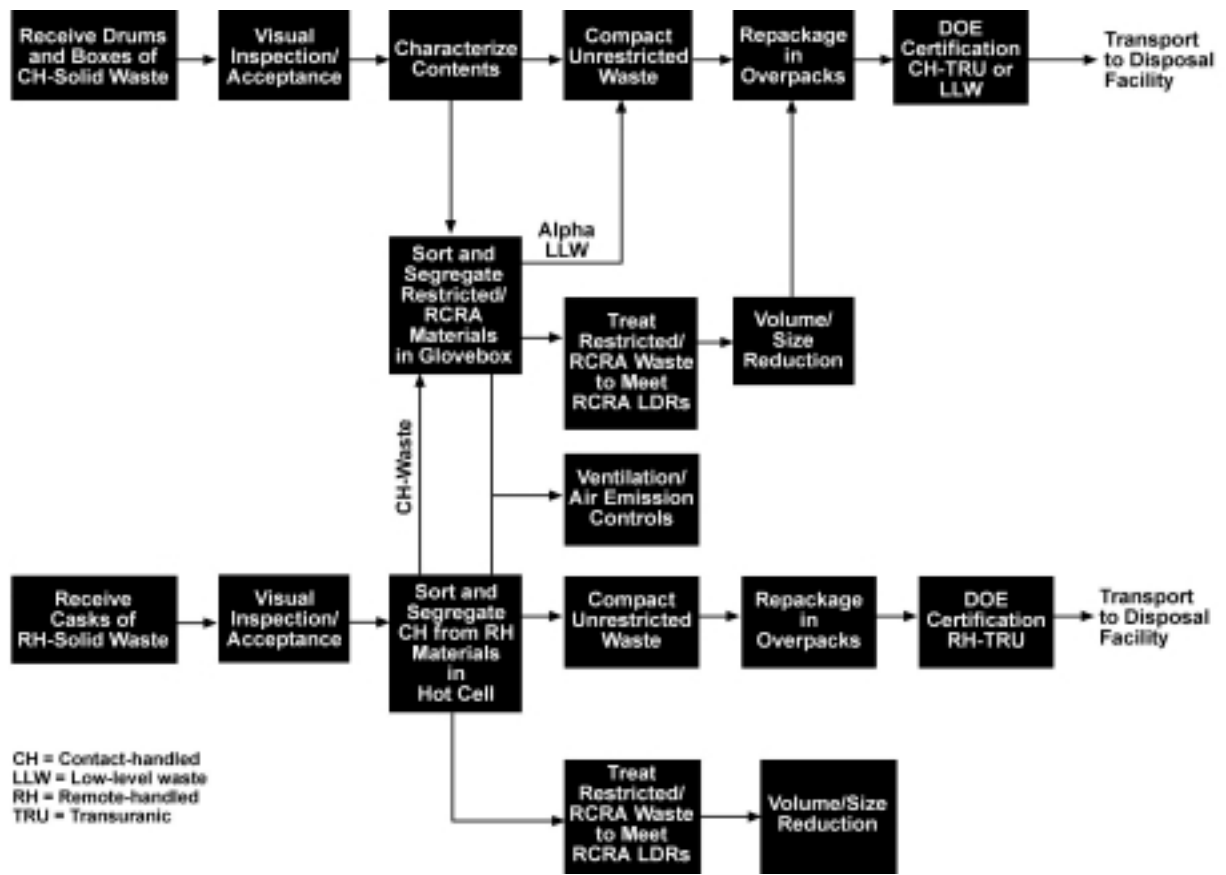 Receive Drums
and Boxes of
CH-Solid Waste
Visual
Inspection/
Acceptance
Characterize
Contents
Compact
Unrestricted
Waste
Repackage
in
Overpacks
DOE
Certification
CH-TRU or
LLW
Transport
to Disposal
Facility
Sort and
Segregate
Restricted/
RCRA
Materials
in Glovebox
Alpha
LLW
Treat
Restricted/
RCRA Waste
to Meet
RCRA LDRs
Volume/
Size
Reduction
CH-Waste
Ventilation/
Air Emission
Controls
Receive
Casks of
RH-Solid Waste
Visual
Inspection/
Acceptance
Sort and
Segregate
CH from RH
Materials
in
Hot Cell
Compact
Unrestricted
Waste
Repackage
in
Overpacks
DOE
Certification
RH-TRU
Transport
to Disposal
Facility
Treat
Restricted/
RCRA Waste
to Meet
RCRA LDRs
Volume/Size
Reduction
CH = Contact-handled
LLW = Low-level waste
RH = Remote-handled
TRU = Transuranic